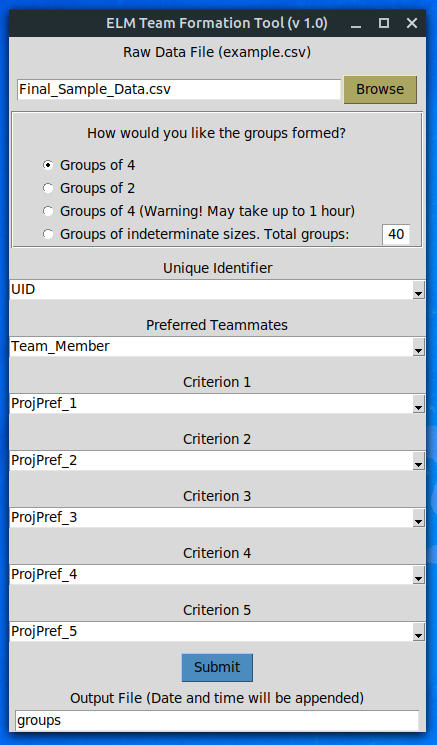 ELM Team Formation Tool (v 1.0)
Raw Data File (example.csv)
Final_Sample_Data.csv Browse
How would you like the groups formed?
Groups of 4
Groups of 2
Groups of 4 (Warning! May take up to 1 hour)
Groups of indeterminate sizes. Total groups: 40
Unique Identifier
UID
Preferred Teammates
Team_Member
Criterion 1
ProjPref_1
Criterion 2
ProjPref_2
Criterion 3
ProjPref_3
Criterion 4
ProjPref_4
Criterion 5
ProjPref_5
Submit
Output File (Date and time will be appended)
groups